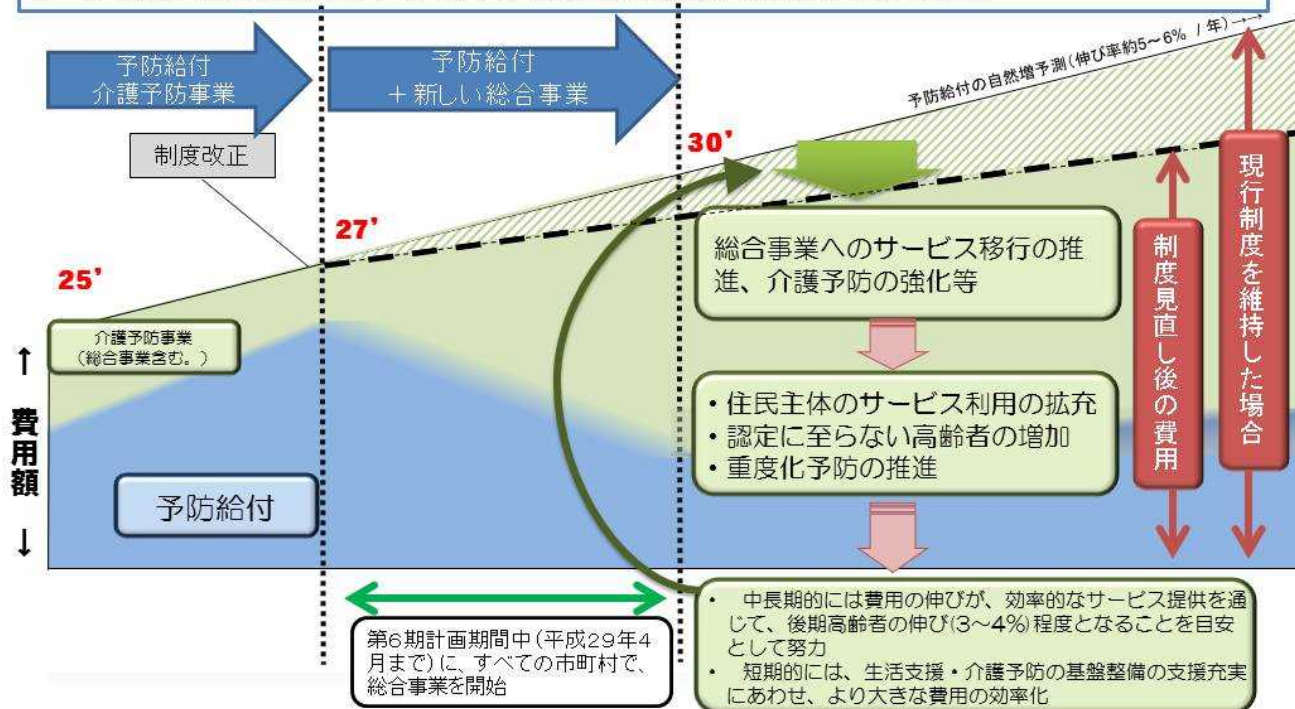 予防給付
介護予防事業
予防給付
+新しい総合事業
予防給付の自然増予測(伸び率約5~6% / 年)→→
制度改正
25'
27'
30'
介護予防事業
(総合事業含む。)
↑
費用額
↓
予防給付
総合事業へのサービス移行の推
進、介護予防の強化等
・住民主体のサービス利用の拡充
・認定に至らない高齢者の増加
・重度化予防の推進
制度見直し後の費用
現行制度を維持した場合
第6期計画期間中(平成29年4
月まで)に、すべての市町村で、
総合事業を開始
・ 中長期的には費用の伸びが、効率的なサービス提供を通
じて、後期高齢者の伸び(3~4%)程度となることを目安
として努力
・ 短期的には、生活支援・介護予防の基盤整備の支援充実
にあわせ、より大きな費用の効率化